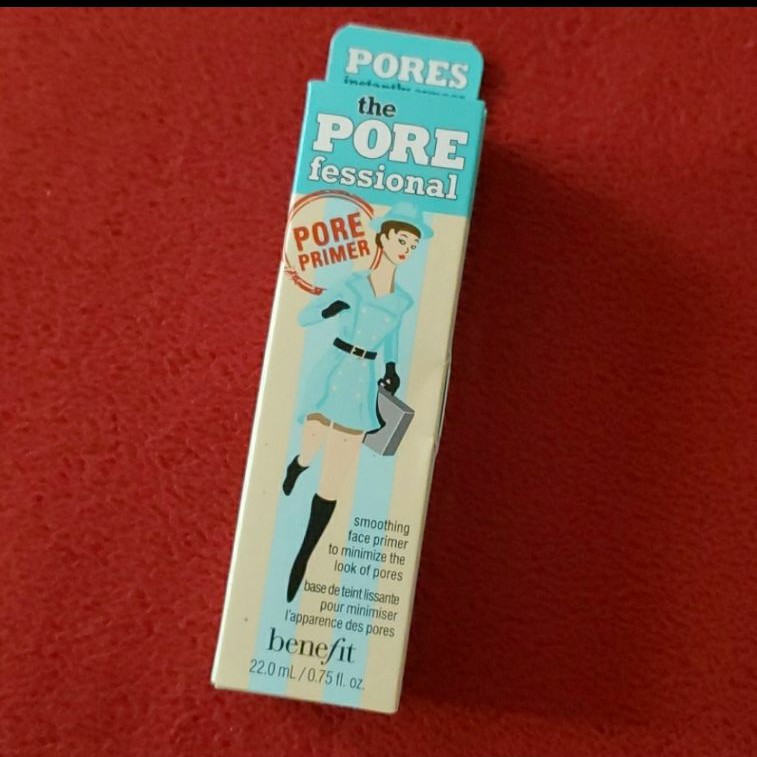 PORES
the
PORE
fessional
PORE
PRIMER
smoothing
face primer
to minimize the
look of pores
base de teint lissante
pour minimiser
l'apparence des pores
benefit
22.0 mL / 0.75 fl. oz.